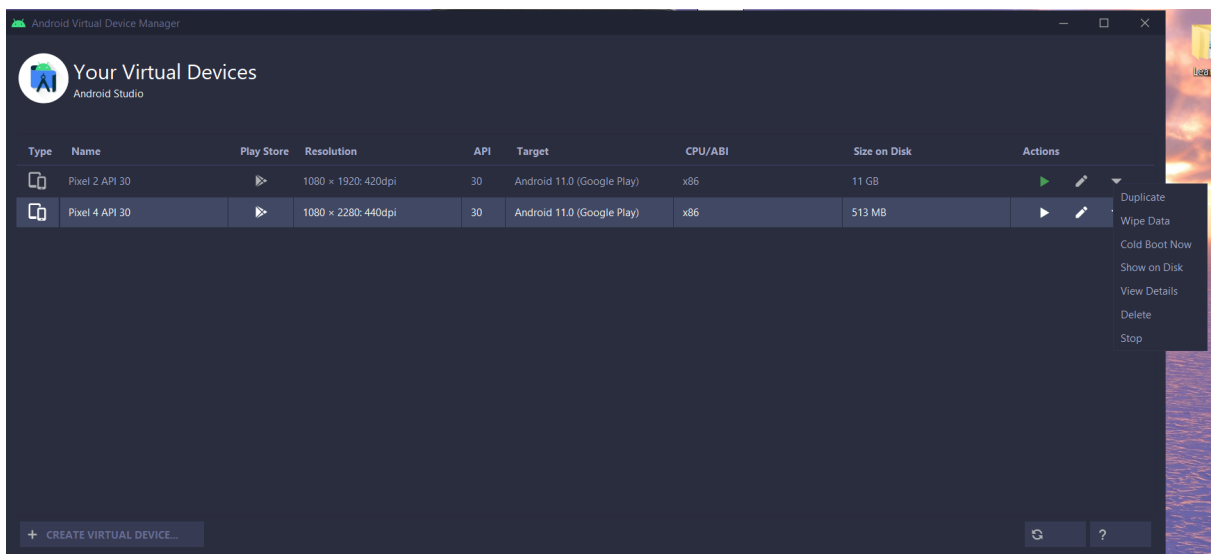 Android Virtual Device Manager
Your Virtual Devices
Android Studio
Type Name Play Store Resolution API Target CPU/ABI Size on Disk Actions
Pixel 2 API 30 1080 × 1920: 420dpi 30 Android 11.0 (Google Play) x86 11 GB
Pixel 4 API 30 1080 × 2280: 440dpi 30 Android 11.0 (Google Play) x86 513 MB
Duplicate
Wipe Data
Cold Boot Now
Show on Disk
View Details
Delete
Stop
+ CREATE VIRTUAL DEVICE...
?